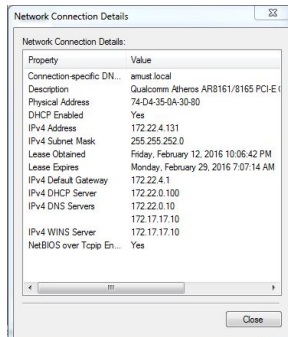 Network Connection Details
Network Connection Details:
Property Value
Connection-specific DN... amust.local
Description Qualcomm Atheros AR8161/8165 PCI-E (
Physical Address 74-D4-35-0A-30-80
DHCP Enabled Yes
IPv4 Address 172.22.4.131
IPv4 Subnet Mask 255.255.252.0
Lease Obtained Friday, February 12, 2016 10:06:42 PM
Lease Expires Monday, February 29, 2016 7:07:14 AM
IPv4 Default Gateway 172.22.4.1
IPv4 DHCP Server 172.22.0.100
IPv4 DNS Servers 172.22.0.10
172.17.17.10
IPv4 WINS Server 172.17.17.10
NetBIOS over Tcpip En... Yes
Close